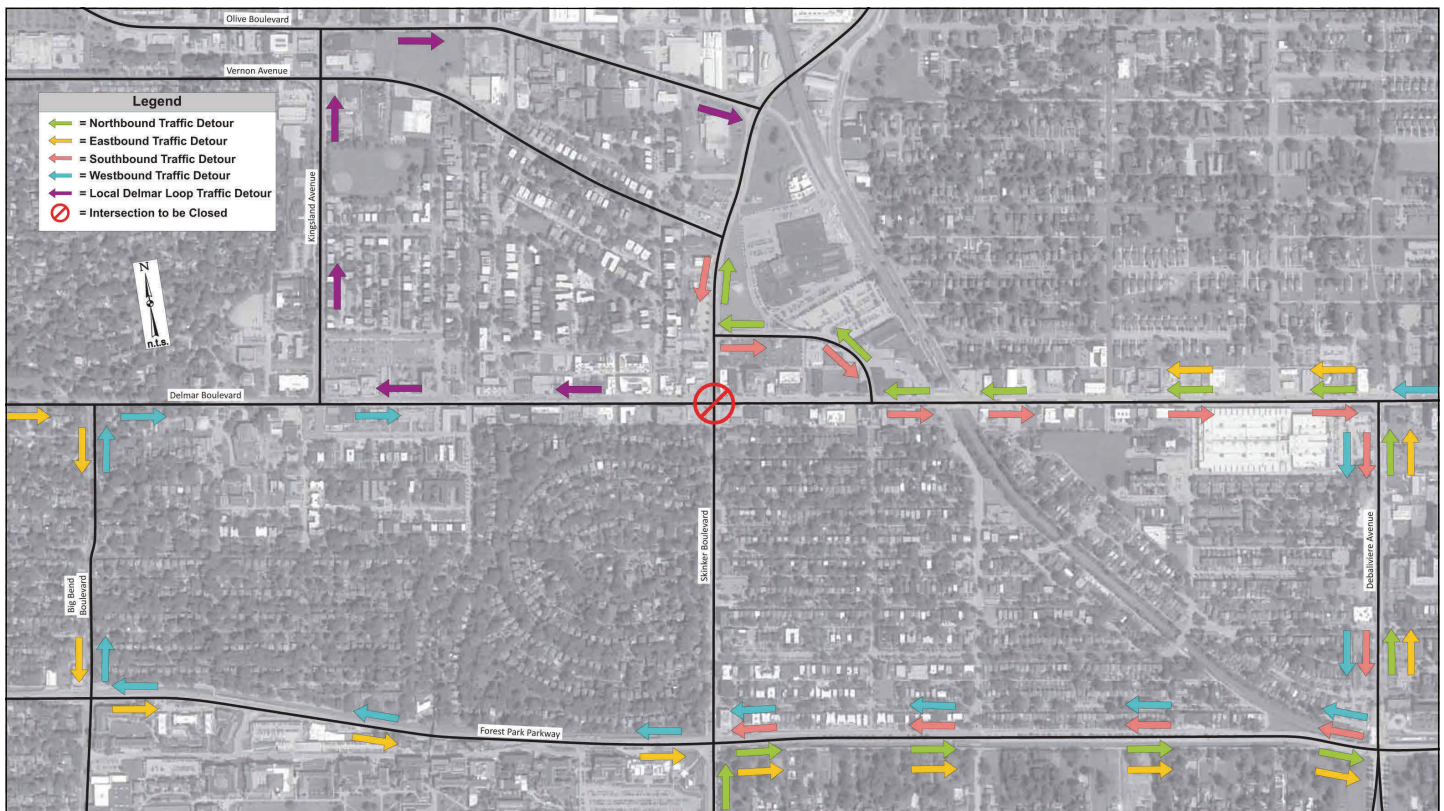 Olive Boulevard
Vernon Avenue
Legend
= Northbound Traffic Detour
= Eastbound Traffic Detour
= Southbound Traffic Detour
= Westbound Traffic Detour
= Local Delmar Loop Traffic Detour
= Intersection to be Closed
Kingsland Avenue
N
n.t.s.
Delmar Boulevard
Big Bend
Boulevard
Skinker Boulevard
Debaliviere Avenue
Forest Park Parkway